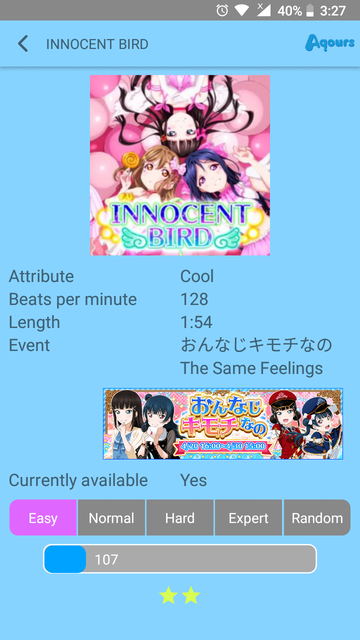 40% 3:27
INNOCENT BIRD Aqours
INNOCENT
BIRD
Attribute Cool
Beats per minute 128
Length 1:54
Event おんなじキモチなの
The Same Feelings
おんなじ
キモチなの
Currently available Yes
Easy Normal Hard Expert Random
107